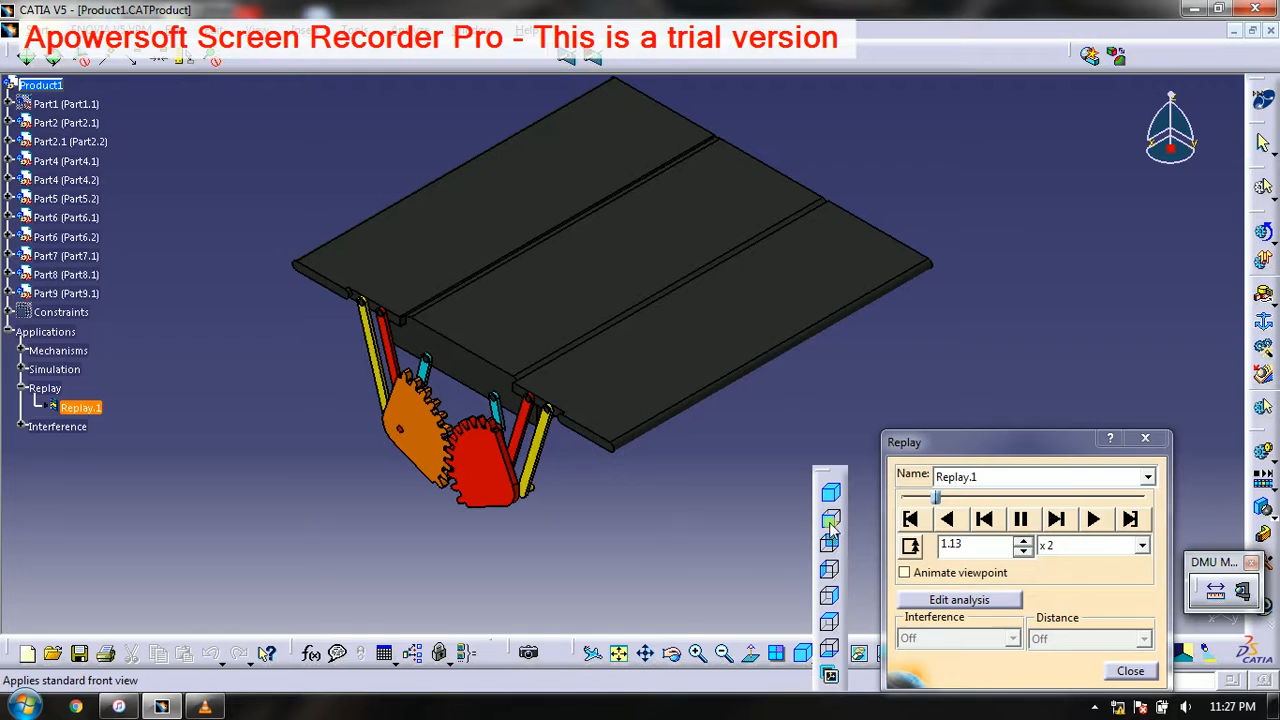 CATIA V5 - [Product1.CATProduct]
Apowersoft Screen Recorder Pro - This is a trial version
Product1
Part1 (Part1.1)
Part2 (Part2.1)
Part2.1 (Part2.2)
Part4 (Part4.1)
Part4 (Part4.2)
Part5 (Part5.2)
Part6 (Part6.1)
Part6 (Part6.2)
Part7 (Part7.1)
Part8 (Part8.1)
Part9 (Part9.1)
Constraints
Applications
Mechanisms
Simulation
Replay
Replay.1
Interference
Replay
Name: Replay.1
1.13
x 2
Animate viewpoint
Edit analysis
Interference
Distance
Off
Off
Close
DMU M...
f(x)
CATIA
Applies standard front view
11:27 PM